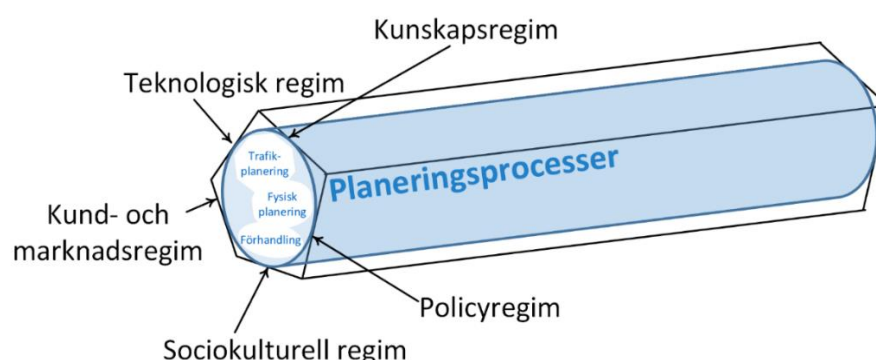 Kunskapsregim
Teknologisk regim
Trafik-
planering
Fysisk
planering
Förhandling
Planeringsprocesser
Kund- och
marknadsregim
Policyregim
Sociokulturell regim